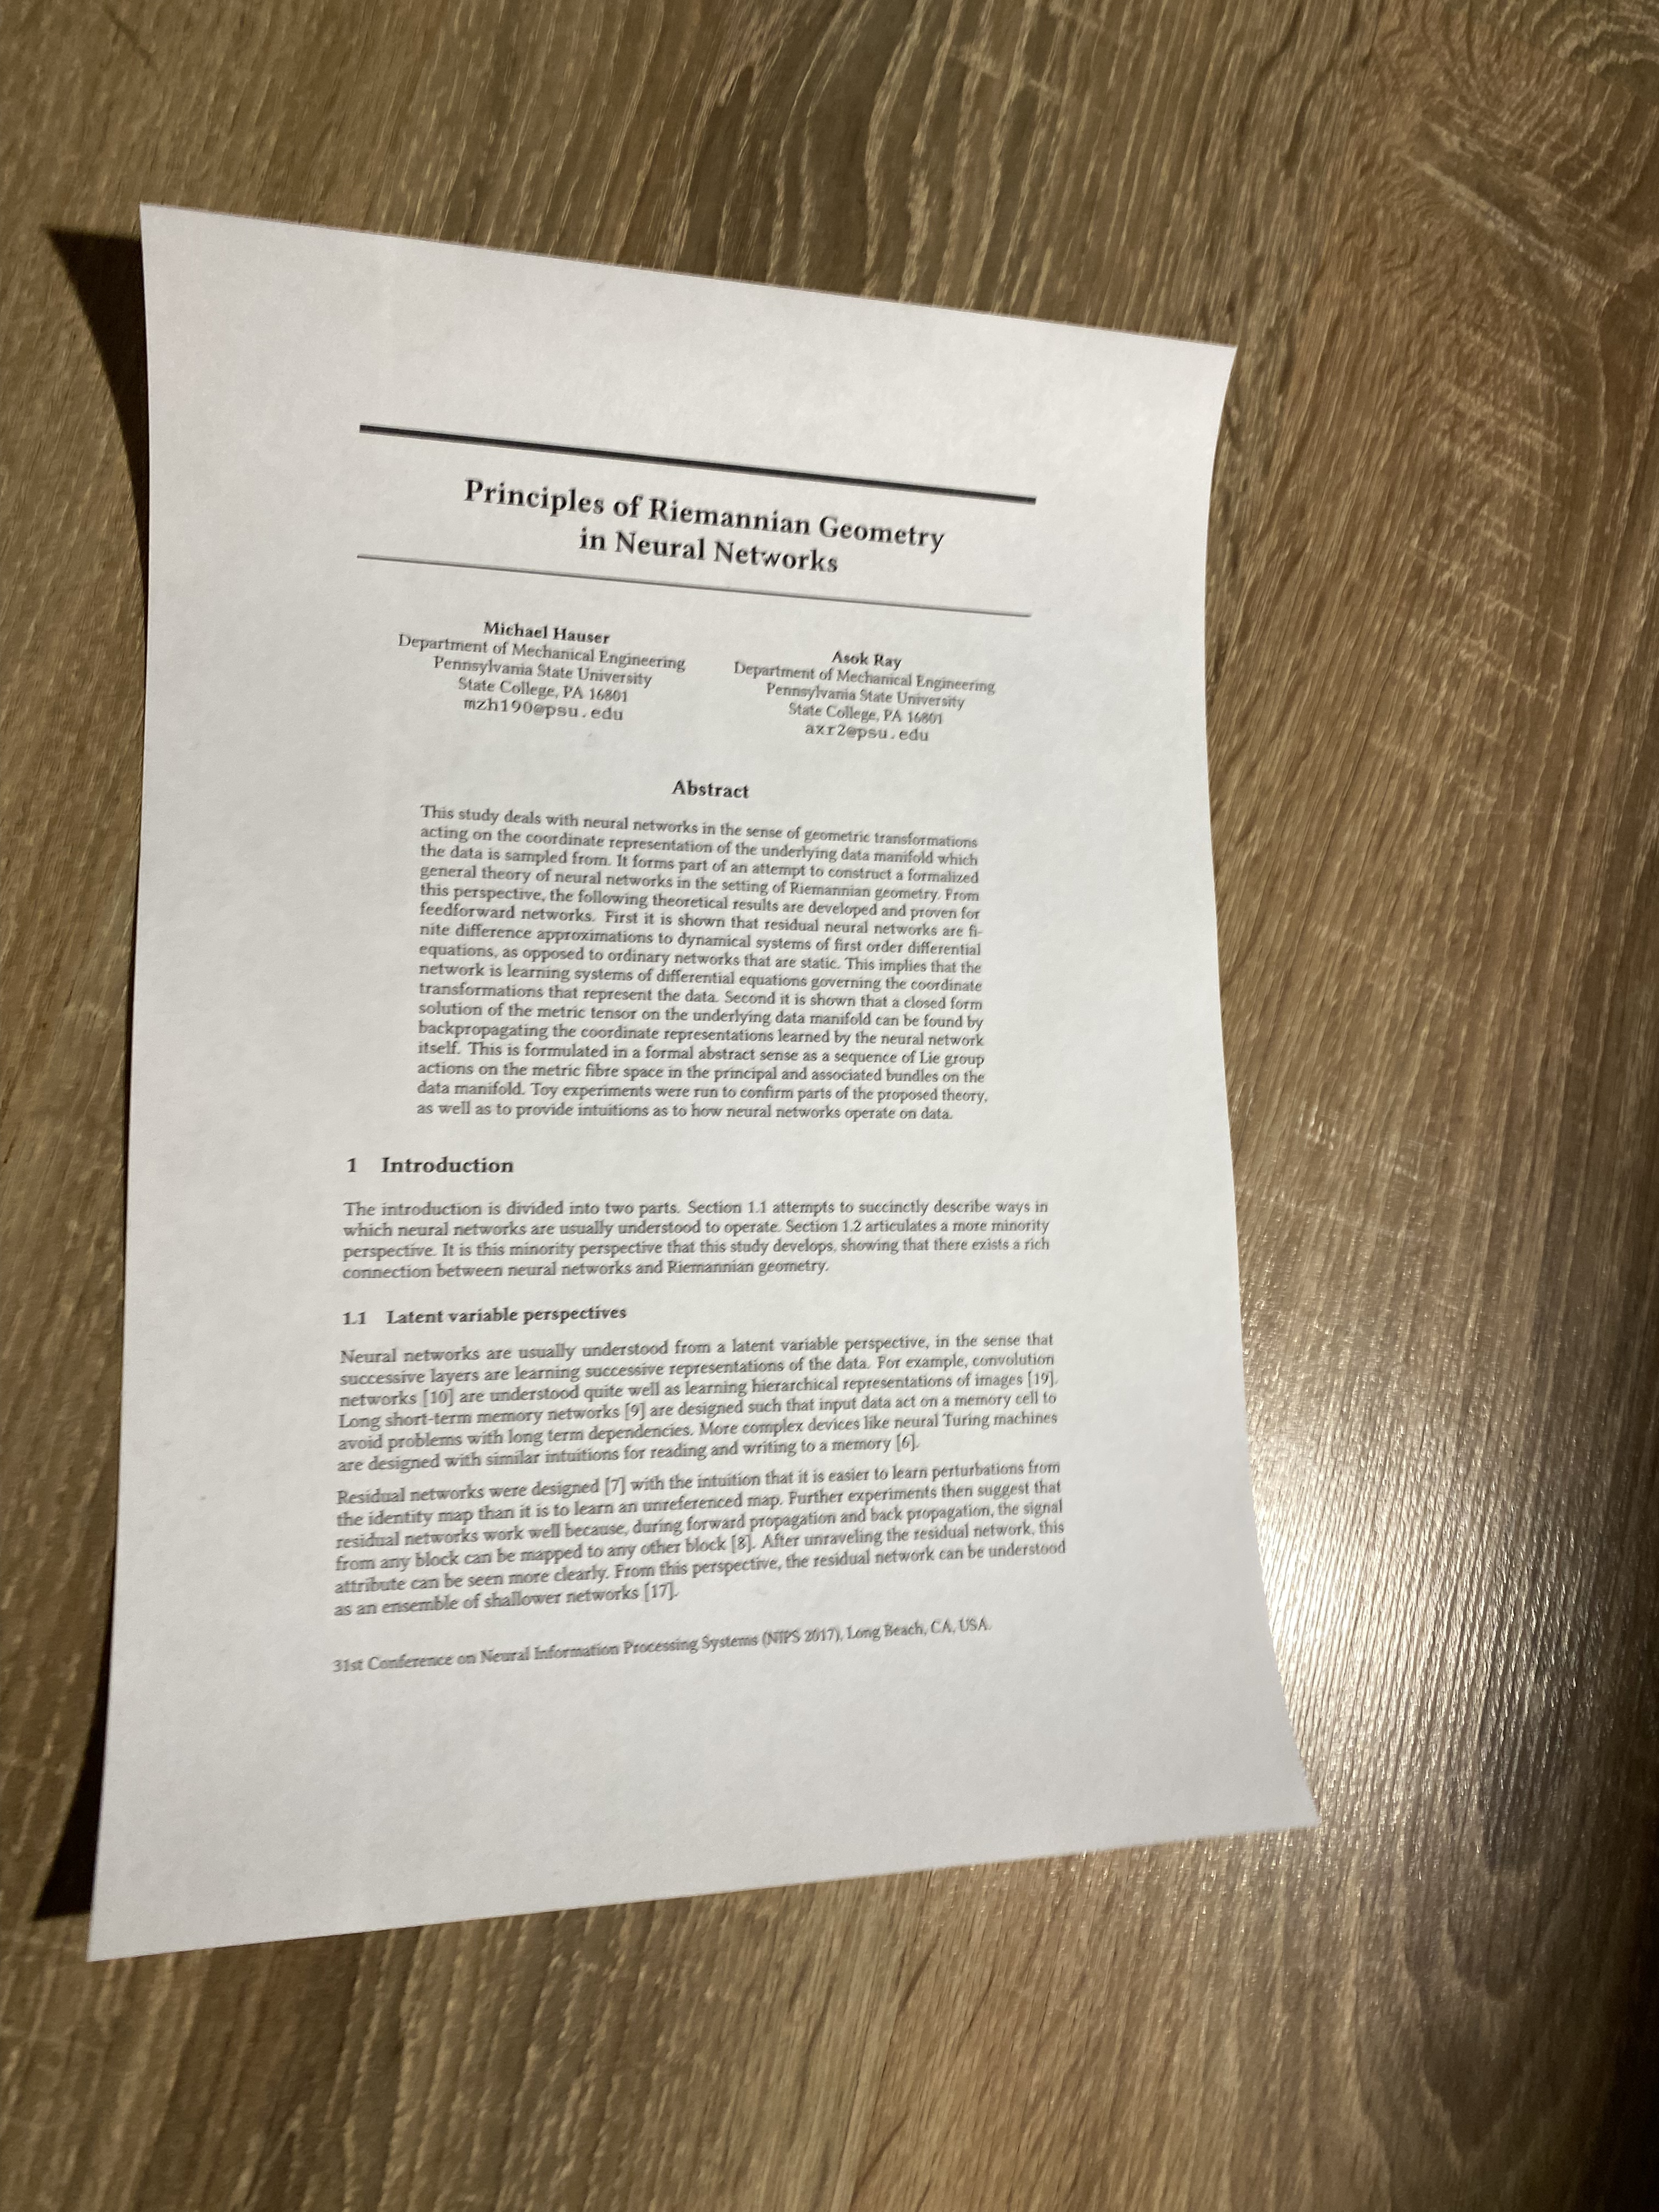 Principles of Riemannian Geometry
in Neural Networks
Michael Hauser
Department of Mechanical Engineering
Pennsylvania State University
State College, PA 16801
mzh190@psu.edu
Asok Ray
Department of Mechanical Engineering
Pennsylvania State University
State College, PA 16801
axr2@psu.edu
Abstract
This study deals with neural networks in the sense of geometric transformations
acting on the coordinate representation of the underlying data manifold which
the data is sampled from. It forms part of an attempt to construct a formalized
general theory of neural networks in the setting of Riemannian geometry. From
this perspective, the following theoretical results are developed and proven for
feedforward networks. First it is shown that residual neural networks are fi-
nite difference approximations to dynamical systems of first order differential
equations, as opposed to ordinary networks that are static. This implies that the
network is learning systems of differential equations governing the coordinate
transformations that represent the data. Second it is shown that a closed form
solution of the metric tensor on the underlying data manifold can be found by
backpropagating the coordinate representations learned by the neural network
itself. This is formulated in a formal abstract sense as a sequence of Lie group
actions on the metric fibre space in the principal and associated bundles on the
data manifold. Toy experiments were run to confirm parts of the proposed theory,
as well as to provide intuitions as to how neural networks operate on data.
1 Introduction
The introduction is divided into two parts. Section 1.1 attempts to succinctly describe ways in
which neural networks are usually understood to operate. Section 1.2 articulates a more minority
perspective. It is this minority perspective that this study develops, showing that there exists a rich
connection between neural networks and Riemannian geometry.
1.1 Latent variable perspectives
Neural networks are usually understood from a latent variable perspective, in the sense that
successive layers are learning successive representations of the data. For example, convolution
networks [10] are understood quite well as learning hierarchical representations of images [19].
Long short-term memory networks [9] are designed such that input data act on a memory cell to
avoid problems with long term dependencies. More complex devices like neural Turing machines
are designed with similar intuitions for reading and writing to a memory [6].
Residual networks were designed [7] with the intuition that it is easier to learn perturbations from
the identity map than it is to learn an unreferenced map. Further experiments then suggest that
residual networks work well because, during forward propagation and back propagation, the signal
from any block can be mapped to any other block [8]. After unraveling the residual network, this
attribute can be seen more clearly. From this perspective, the residual network can be understood
as an ensemble of shallower networks [17].
31st Conference on Neural Information Processing Systems (NIPS 2017), Long Beach, CA, USA.